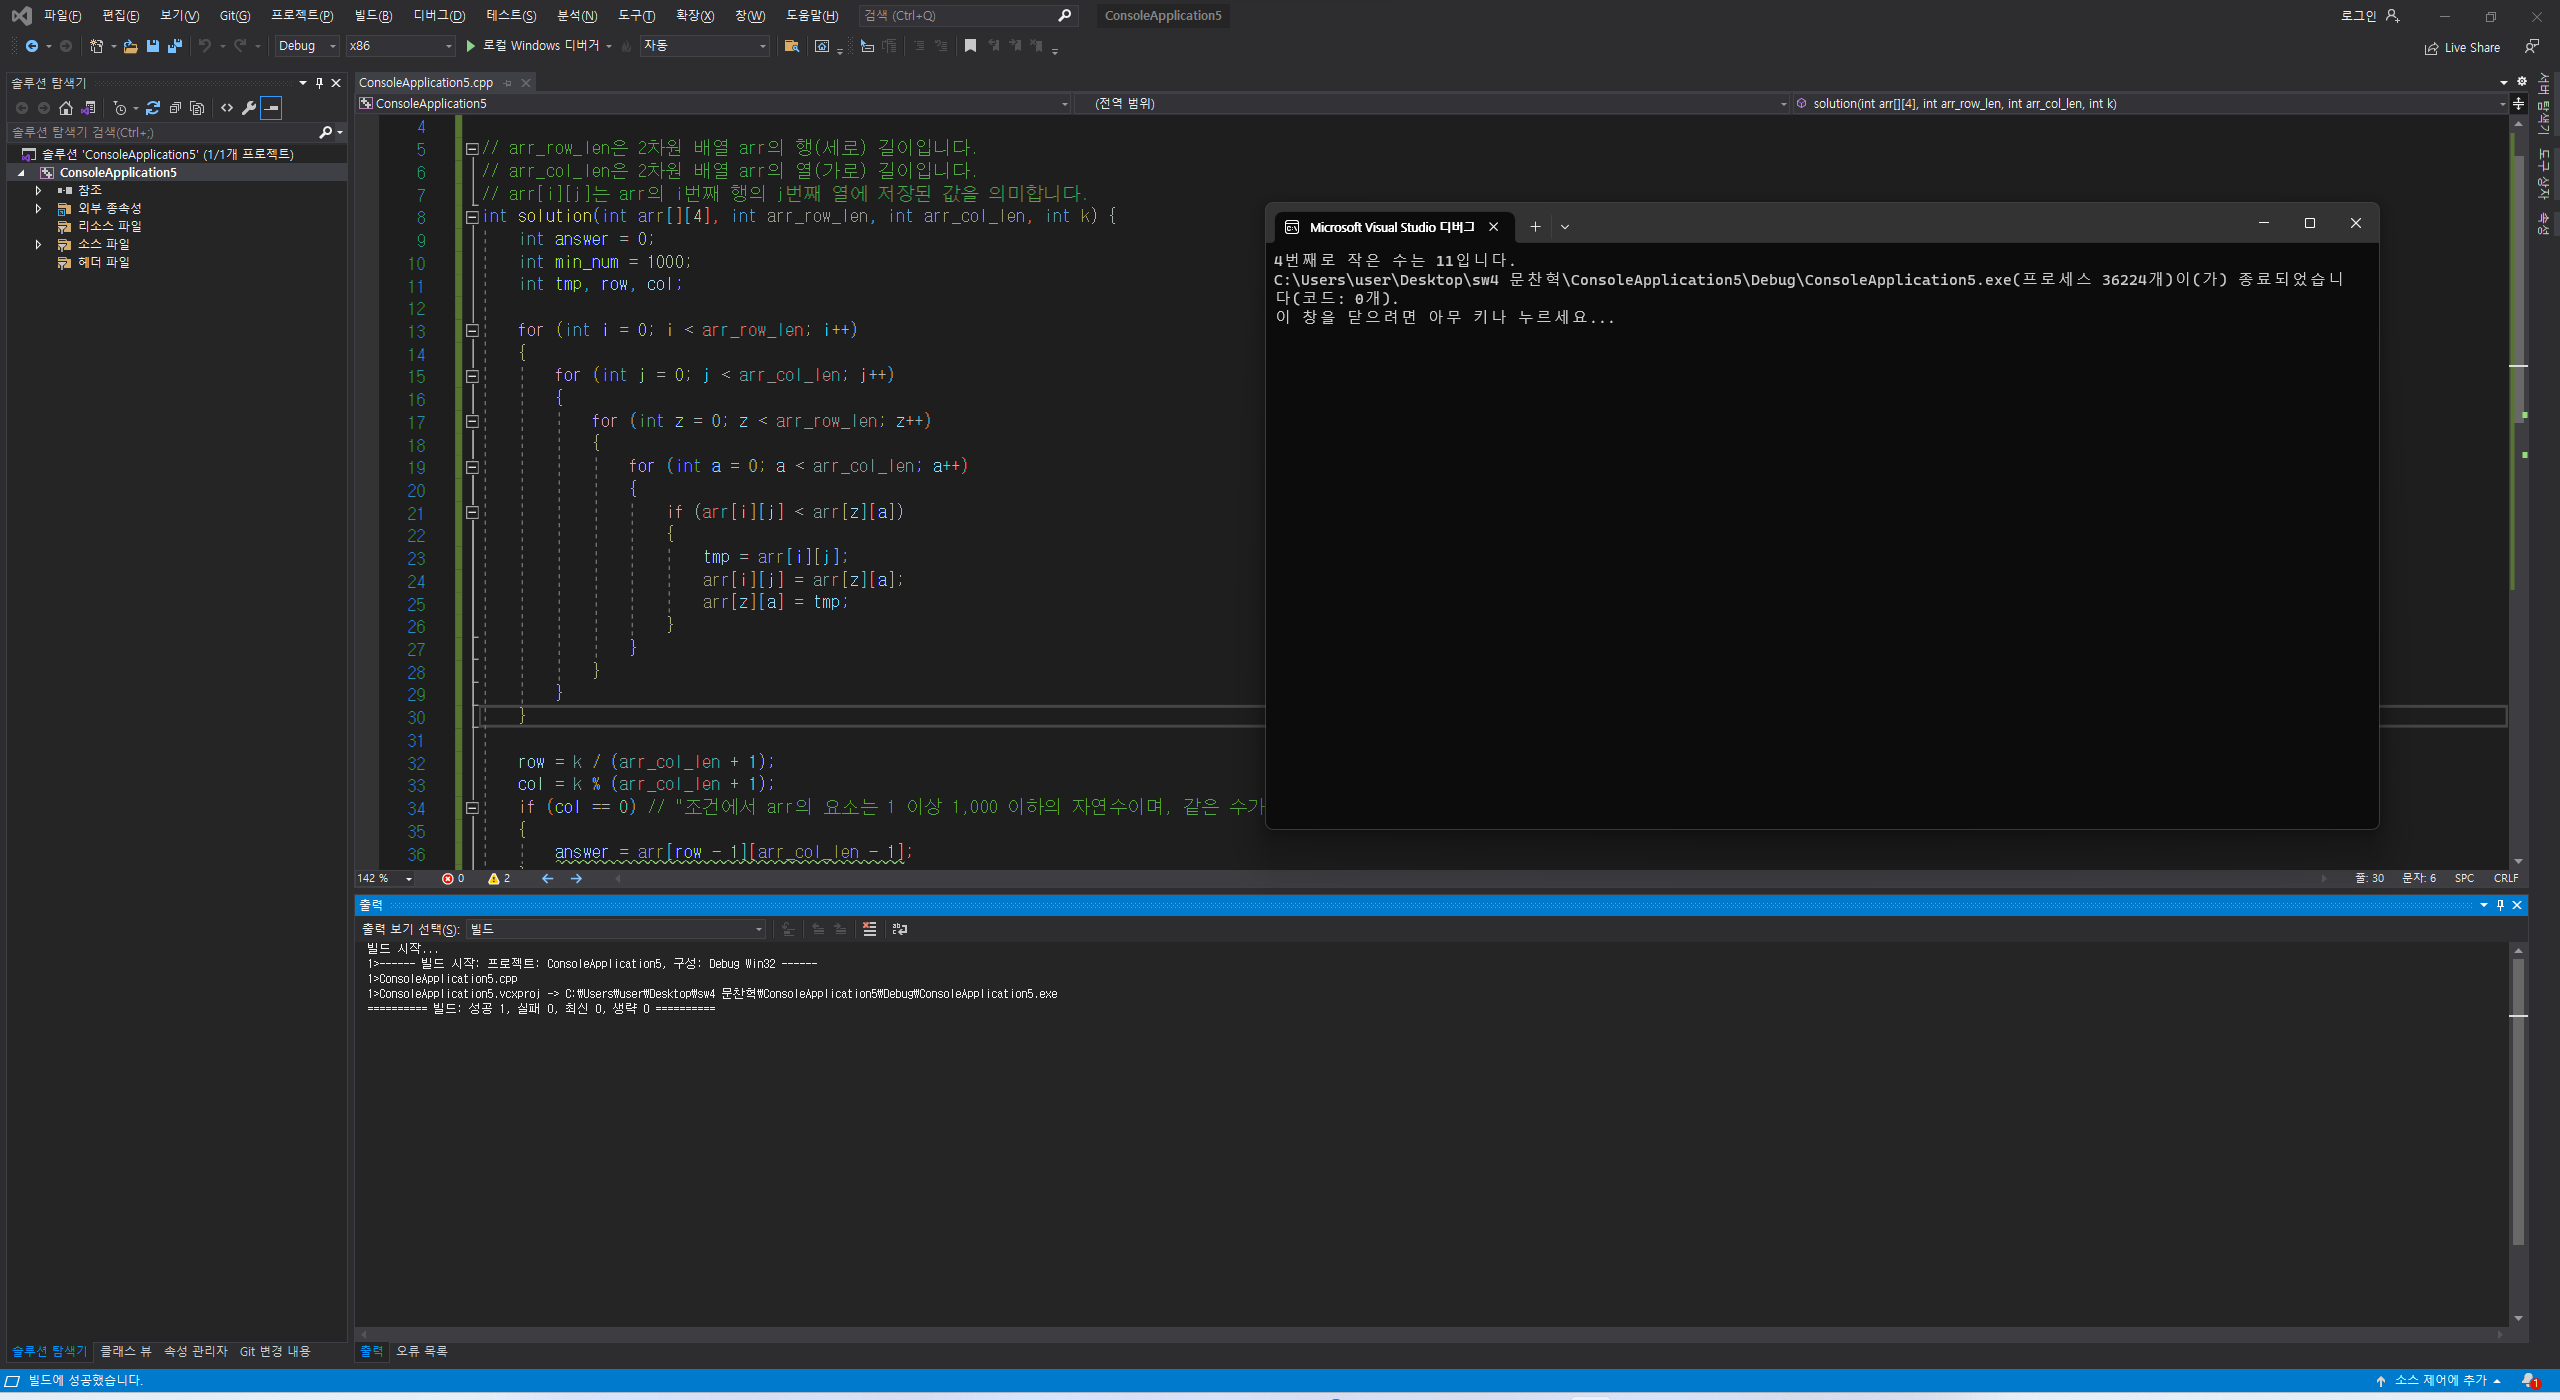 파일(F) 편집(E) 보기(V) Git(G) 프로젝트(P) 빌드(B) 디버그(D) 테스트(S) 분석(N) 도구(T) 확장(X) 창(W) 도움말(H) 검색 (Ctrl+Q) ConsoleApplication5 로그인
Debug x86 로컬 Windows 디버거 자동 Live Share
솔루션 탐색기
솔루션 탐색기 검색(Ctrl+;)
솔루션 'ConsoleApplication5' (1/1개 프로젝트)
ConsoleApplication5
참조
외부 종속성
리소스 파일
소스 파일
헤더 파일
ConsoleApplication5.cpp
ConsoleApplication5 (전역 범위) solution(int arr[][4], int arr_row_len, int arr_col_len, int k)
4
5 // arr_row_len은 2차원 배열 arr의 행(세로) 길이입니다.
6 // arr_col_len은 2차원 배열 arr의 열(가로) 길이입니다.
7 // arr[i][j]는 arr의 i번째 행의 j번째 열에 저장된 값을 의미합니다.
8 int solution(int arr[][4], int arr_row_len, int arr_col_len, int k) {
9 int answer = 0;
10 int min_num = 1000;
11 int tmp, row, col;
12
13 for (int i = 0; i < arr_row_len; i++)
14 {
15 for (int j = 0; j < arr_col_len; j++)
16 {
17 for (int z = 0; z < arr_row_len; z++)
18 {
19 for (int a = 0; a < arr_col_len; a++)
20 {
21 if (arr[i][j] < arr[z][a])
22 {
23 tmp = arr[i][j];
24 arr[i][j] = arr[z][a];
25 arr[z][a] = tmp;
26 }
27 }
28 }
29 }
30 }
31
32 row = k / (arr_col_len + 1);
33 col = k % (arr_col_len + 1);
34 if (col == 0) // "조건에서 arr의 요소는 1 이상 1,000 이하의 자연수이며, 같은 수가
35 {
36 answer = arr[row - 1][arr_col_len - 1];
Microsoft Visual Studio 디버그
4번째로 작은 수는 11입니다.
C:\Users\user\Desktop\sw4 문찬혁\ConsoleApplication5\Debug\ConsoleApplication5.exe(프로세스 36224개)이(가) 종료되었습니
다(코드: 0개).
이 창을 닫으려면 아무 키나 누르세요...
서버 탐색기
도구 상자
속성
142 % 0 2 줄: 30 문자: 6 SPC CRLF
출력
출력 보기 선택(S): 빌드
빌드 시작...
1>------ 빌드 시작: 프로젝트: ConsoleApplication5, 구성: Debug Win32 ------
1>ConsoleApplication5.cpp
1>ConsoleApplication5.vcxproj -> C:₩Users₩user₩Desktop₩sw4 문찬혁₩ConsoleApplication5₩Debug₩ConsoleApplication5.exe
========== 빌드: 성공 1, 실패 0, 최신 0, 생략 0 ==========
솔루션 탐색기 클래스 뷰 속성 관리자 Git 변경 내용 출력 오류 목록
빌드에 성공했습니다. 소스 제어에 추가 1